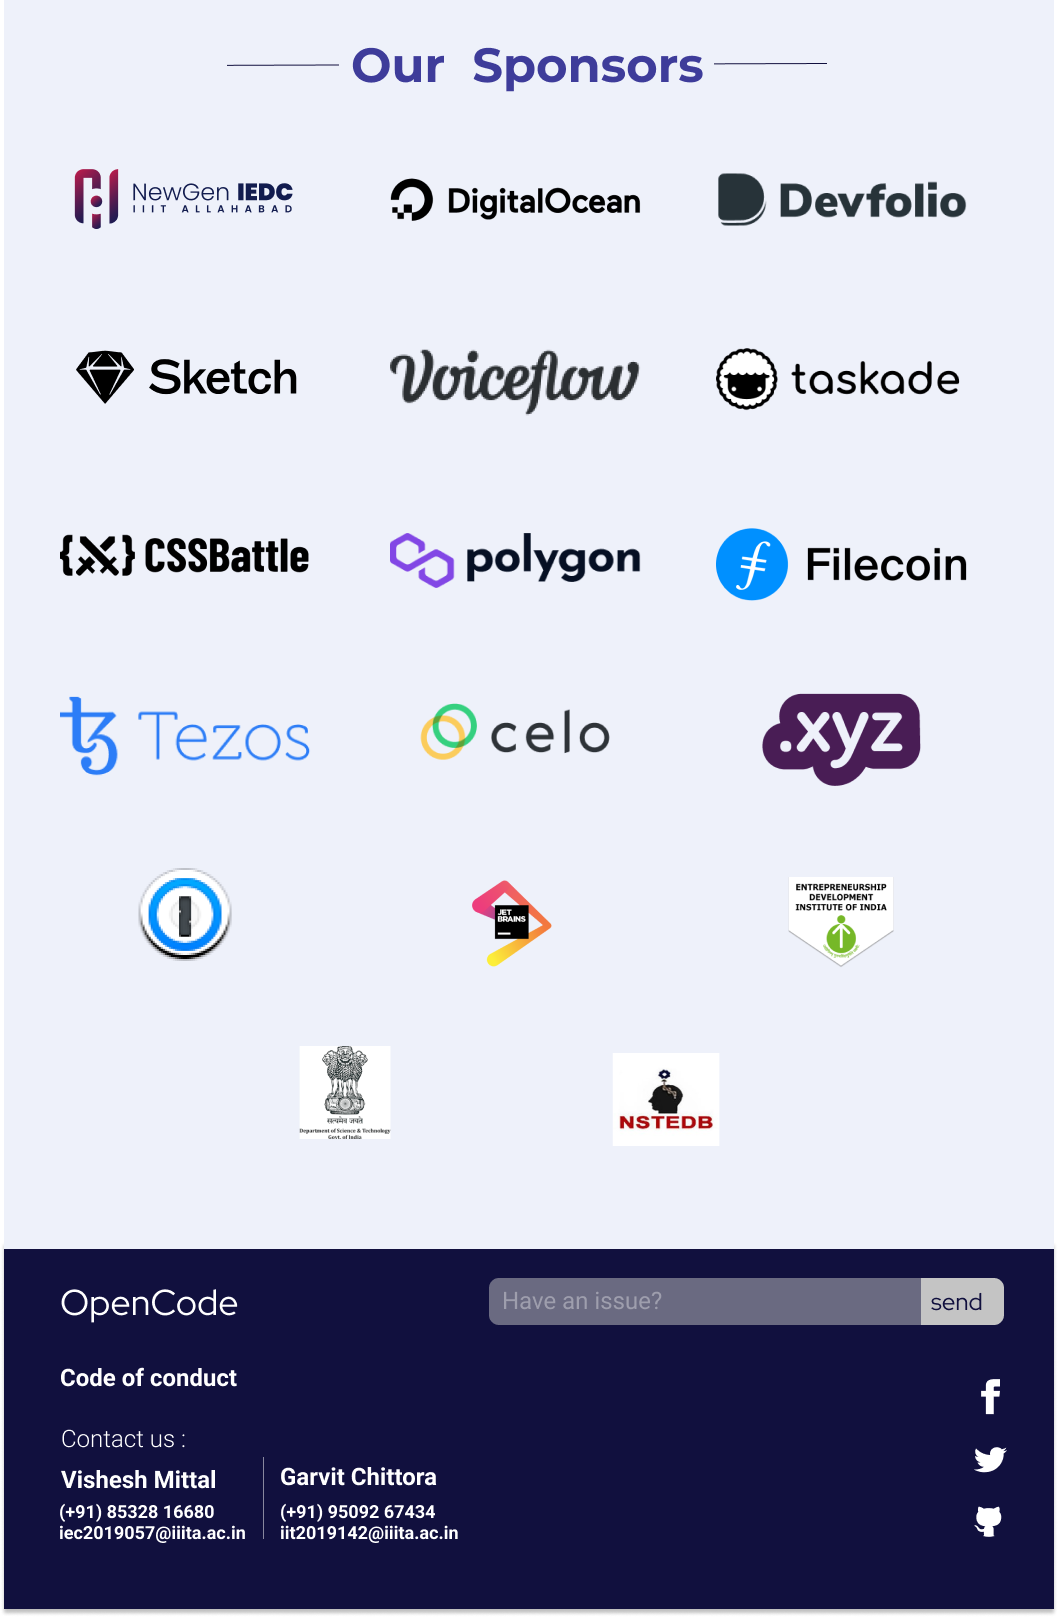 Our Sponsors
NewGen IEDC
IIIT ALLAHABAD
DigitalOcean
Devfolio
Sketch
Voiceflow
taskade
{⚔} CSSBattle
polygon
Filecoin
Tezos
celo
.xyz
JET
BRAINS
ENTREPRENEURSHIP
DEVELOPMENT
INSTITUTE OF INDIA
सत्यमेव जयते
Department of Science & Technology
Govt. of India
NSTEDB
OpenCode
Have an issue?
send
Code of conduct
Contact us :
Vishesh Mittal
(+91) 85328 16680
iec2019057@iiita.ac.in
Garvit Chittora
(+91) 95092 67434
iit2019142@iiita.ac.in